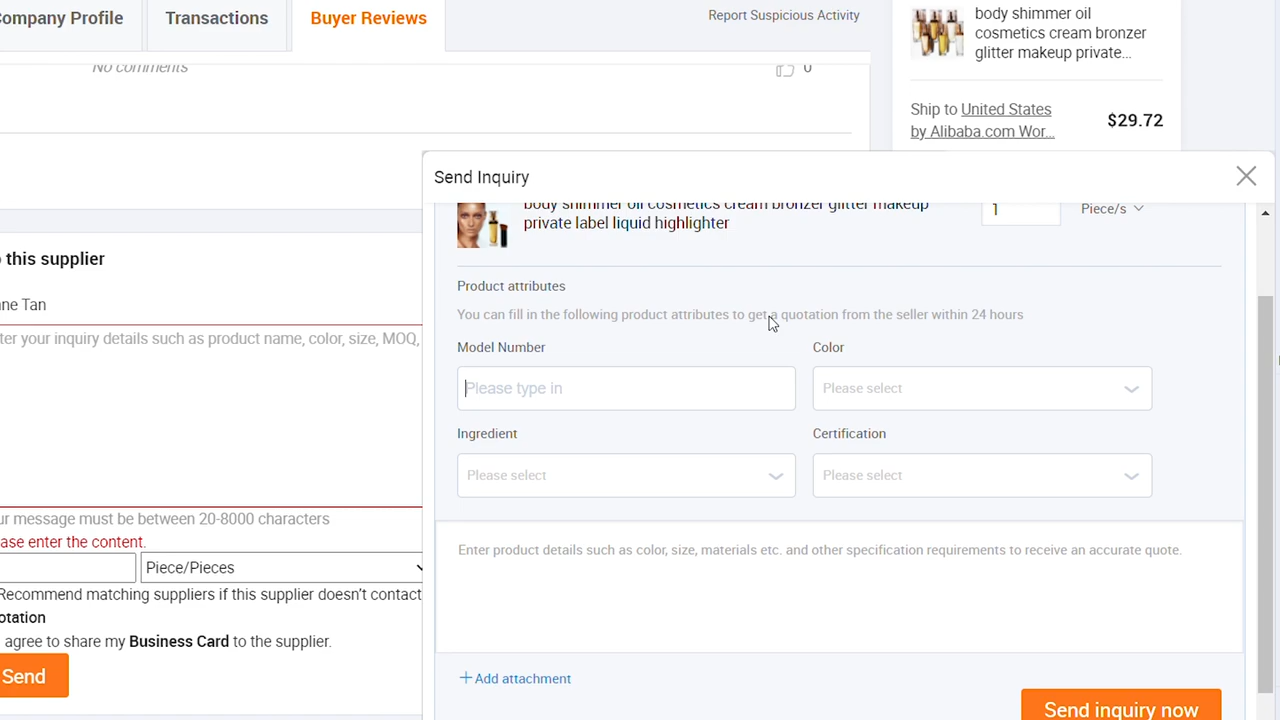 Company Profile
Transactions
Buyer Reviews
Report Suspicious Activity
No comments
0
body shimmer oil
cosmetics cream bronzer
glitter makeup private...
Ship to United States
by Alibaba.com Wor...
$29.72
this supplier
ne Tan
ter your inquiry details such as product name, color, size, MOQ,
ur message must be between 20-8000 characters
ase enter the content.
Piece/Pieces
Recommend matching suppliers if this supplier doesn't contact
otation
agree to share my Business Card to the supplier.
Send
Send Inquiry
body shimmer oil cosmetics cream bronzer glitter makeup
private label liquid highlighter
1
Piece/s
Product attributes
You can fill in the following product attributes to get a quotation from the seller within 24 hours
Model Number
Color
Please type in
Please select
Ingredient
Certification
Please select
Please select
Enter product details such as color, size, materials etc. and other specification requirements to receive an accurate quote.
+ Add attachment
Send inquiry now